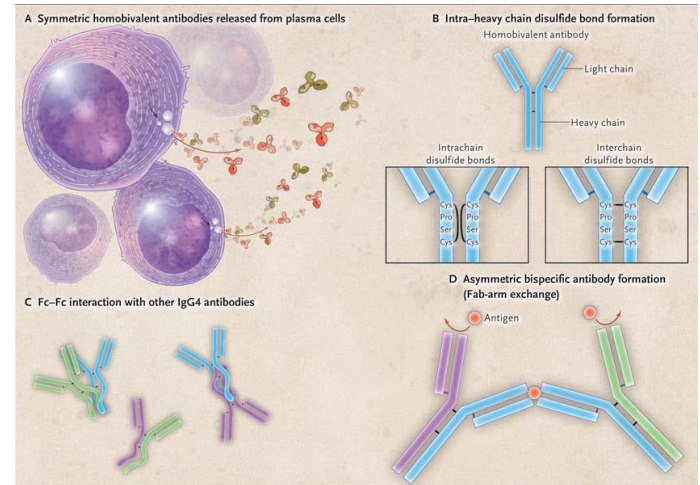 A Symmetric homobivalent antibodies released from plasma cells
B Intra–heavy chain disulfide bond formation
Homobivalent antibody
Light chain
Heavy chain
Intrachain
disulfide bonds
Interchain
disulfide bonds
Cys
Pro
Ser
Cys
Cys
Pro
Ser
Cys
Cys
Pro
Ser
Cys
Cys
Pro
Ser
Cys
C Fc–Fc interaction with other IgG4 antibodies
D Asymmetric bispecific antibody formation
(Fab-arm exchange)
Antigen